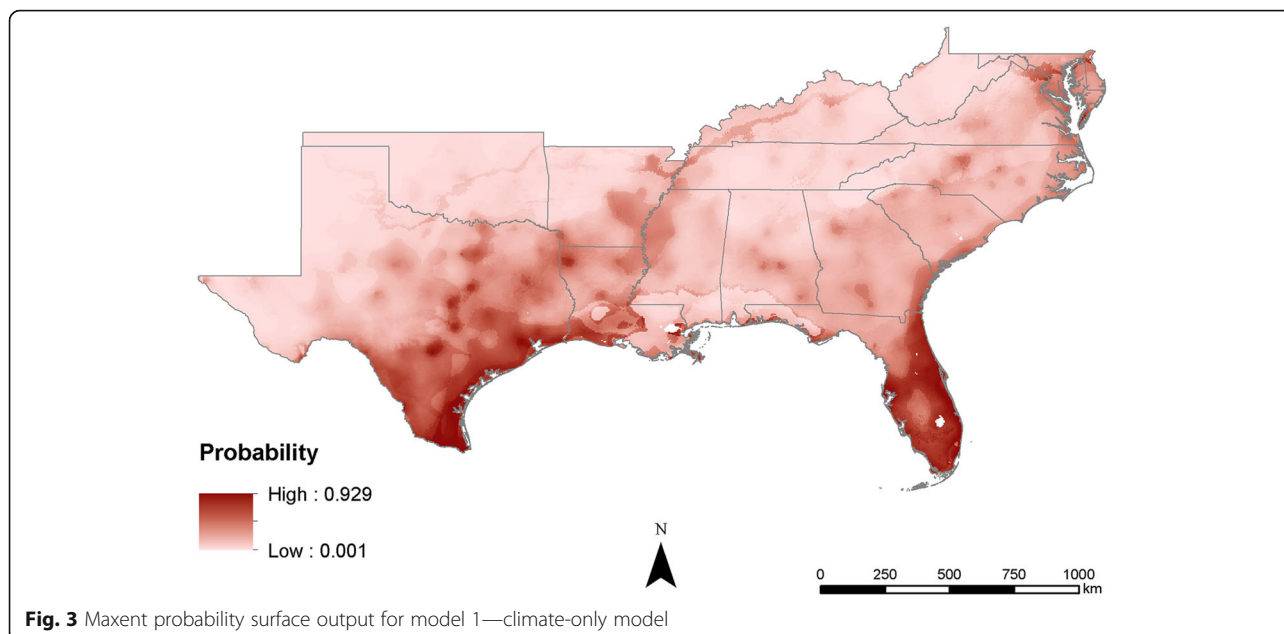 Probability
High : 0.929
Low : 0.001
N
0 250 500 750 1000
km
Fig. 3 Maxent probability surface output for model 1—climate-only model